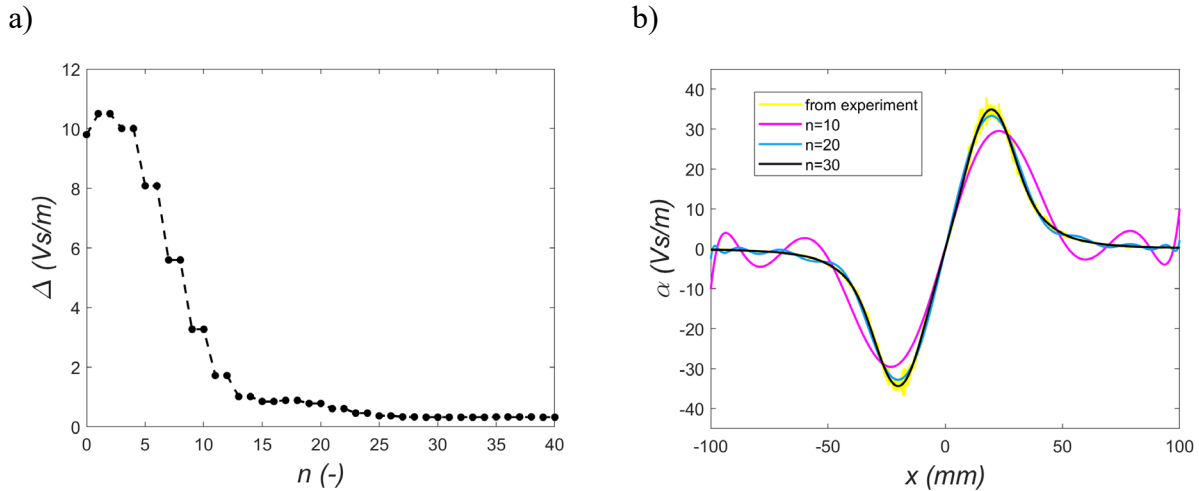 a)
b)
12
10
8
6
4
2
0
Δ (Vs/m)
0 5 10 15 20 25 30 35 40
n (-)
40
30
20
10
0
-10
-20
-30
-40
α (Vs/m)
from experiment
n=10
n=20
n=30
-100 -50 0 50 100
x (mm)